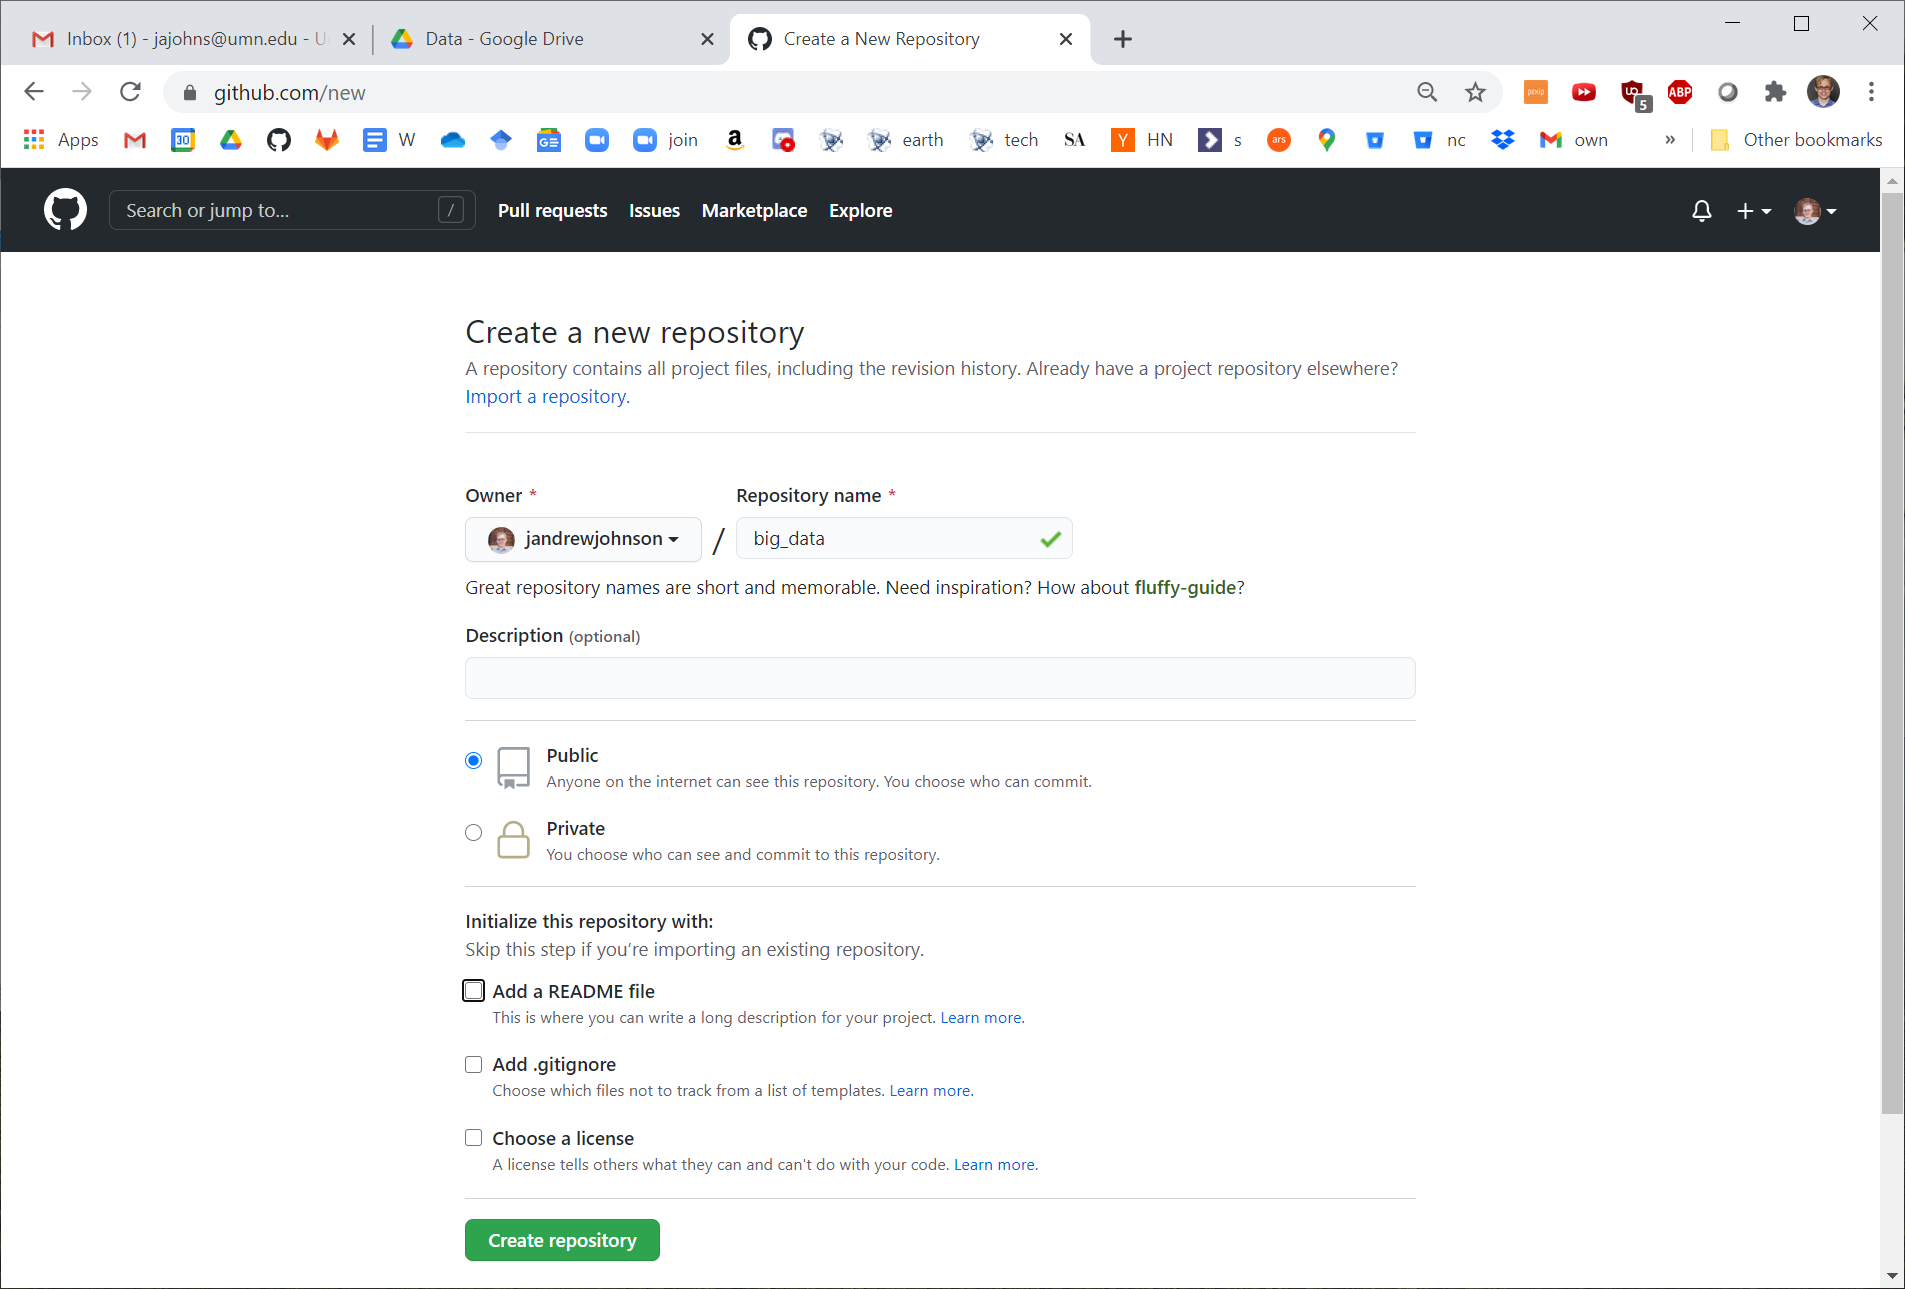 Inbox (1) - jajohns@umn.edu - U
Data - Google Drive
Create a New Repository
github.com/new
5
ABP
Apps
30
W
join
a
earth
tech
SA
Y
HN
s
ars
nc
own
»
Other bookmarks
Search or jump to...
/
Pull requests
Issues
Marketplace
Explore
Create a new repository
A repository contains all project files, including the revision history. Already have a project repository elsewhere?
Import a repository.
Owner *
Repository name *
jandrewjohnson
/
big_data
Great repository names are short and memorable. Need inspiration? How about fluffy-guide?
Description (optional)
Public
Anyone on the internet can see this repository. You choose who can commit.
Private
You choose who can see and commit to this repository.
Initialize this repository with:
Skip this step if you’re importing an existing repository.
Add a README file
This is where you can write a long description for your project. Learn more.
Add .gitignore
Choose which files not to track from a list of templates. Learn more.
Choose a license
A license tells others what they can and can't do with your code. Learn more.
Create repository